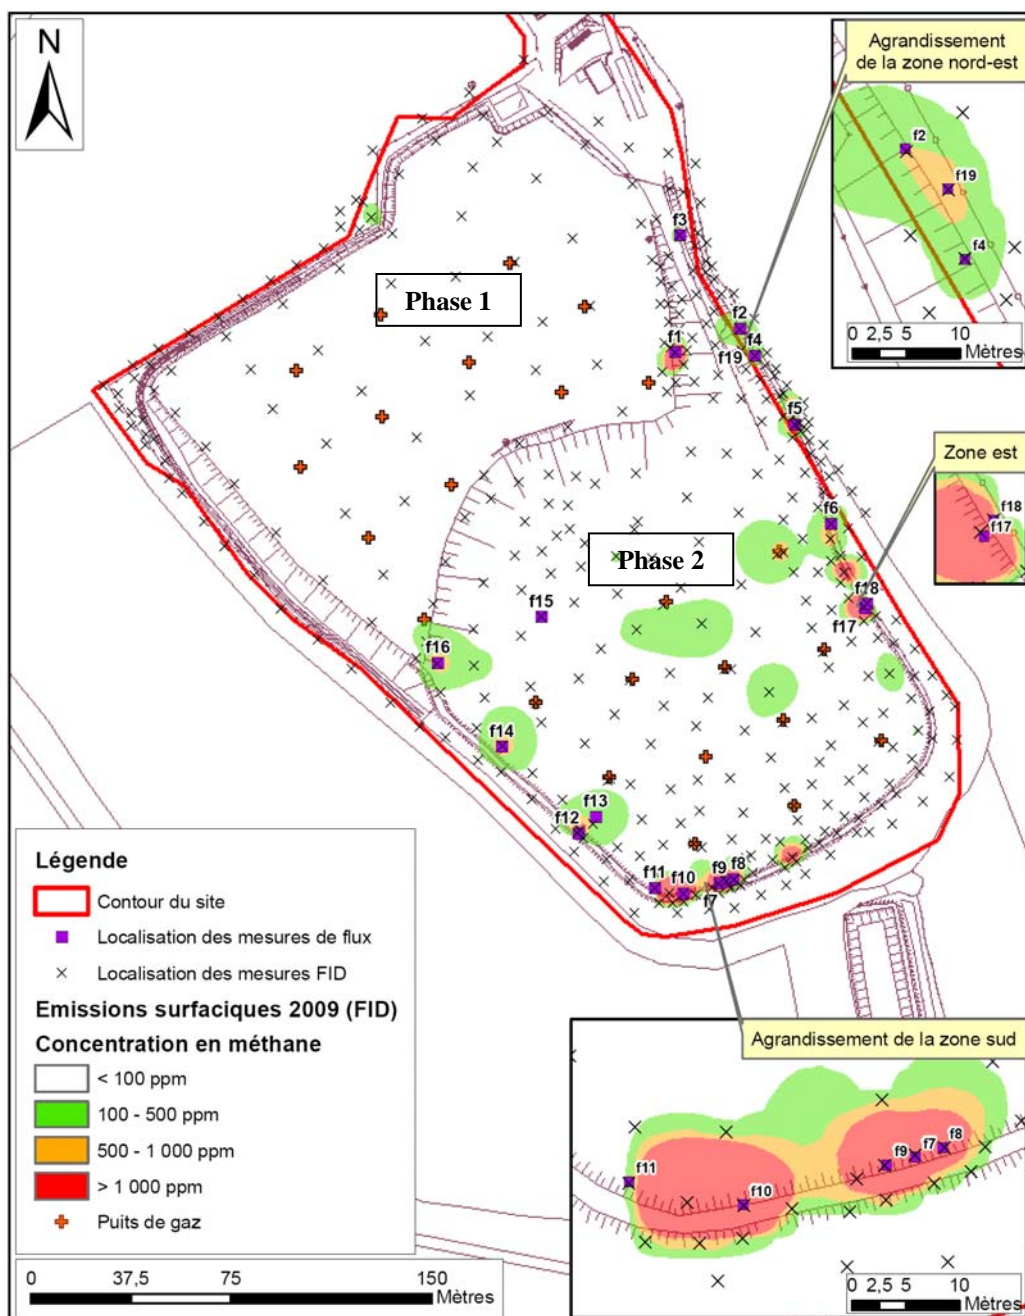 N
Agrandissement
de la zone nord-est
f2
f19
f4
0 2,5 5 10
Mètres
Phase 1
f3
f2
f4
f19
f1
f5
Zone est
f18
f17
f6
Phase 2
f18
f17
f15
f16
f14
f13
f12
f11
f10
f9
f8
f7
Légende
Contour du site
Localisation des mesures de flux
Localisation des mesures FID
Emissions surfaciques 2009 (FID)
Concentration en méthane
< 100 ppm
100 - 500 ppm
500 - 1 000 ppm
> 1 000 ppm
Puits de gaz
0 37,5 75 150
Mètres
Agrandissement de la zone sud
f11
f10
f9
f7
f8
0 2,5 5 10
Mètres